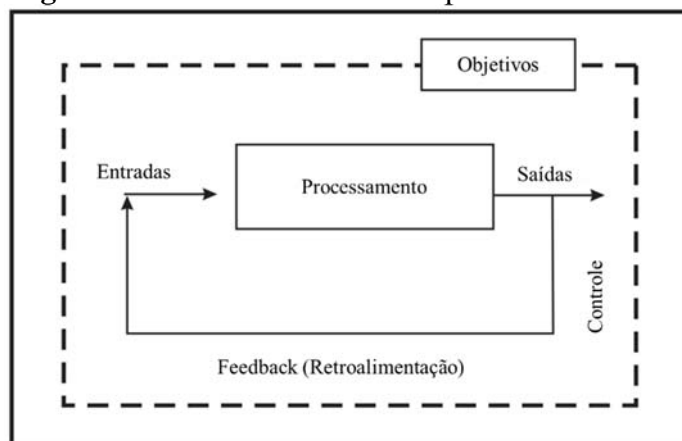 Objetivos
Entradas
Processamento
Saídas
Controle
Feedback (Retroalimentação)